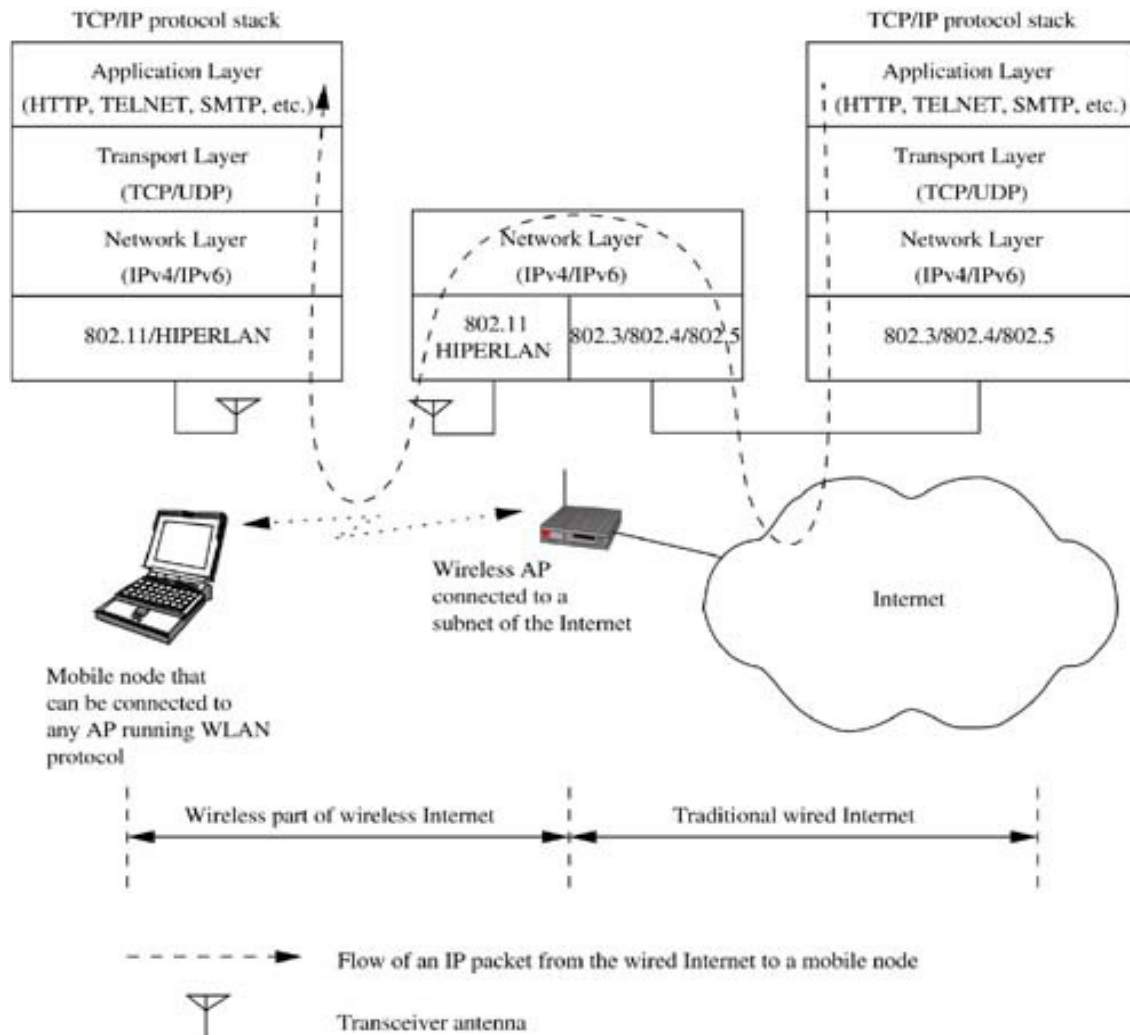 TCP/IP protocol stack
Application Layer
(HTTP, TELNET, SMTP, etc.)
Transport Layer
(TCP/UDP)
Network Layer
(IPv4/IPv6)
802.11/HIPERLAN
Network Layer
(IPv4/IPv6)
802.11
HIPERLAN
802.3/802.4/802.5
TCP/IP protocol stack
Application Layer
(HTTP, TELNET, SMTP, etc.)
Transport Layer
(TCP/UDP)
Network Layer
(IPv4/IPv6)
802.3/802.4/802.5
Mobile node that
can be connected to
any AP running WLAN
protocol
Wireless AP
connected to a
subnet of the Internet
Internet
Wireless part of wireless Internet
Traditional wired Internet
Flow of an IP packet from the wired Internet to a mobile node
Transceiver antenna